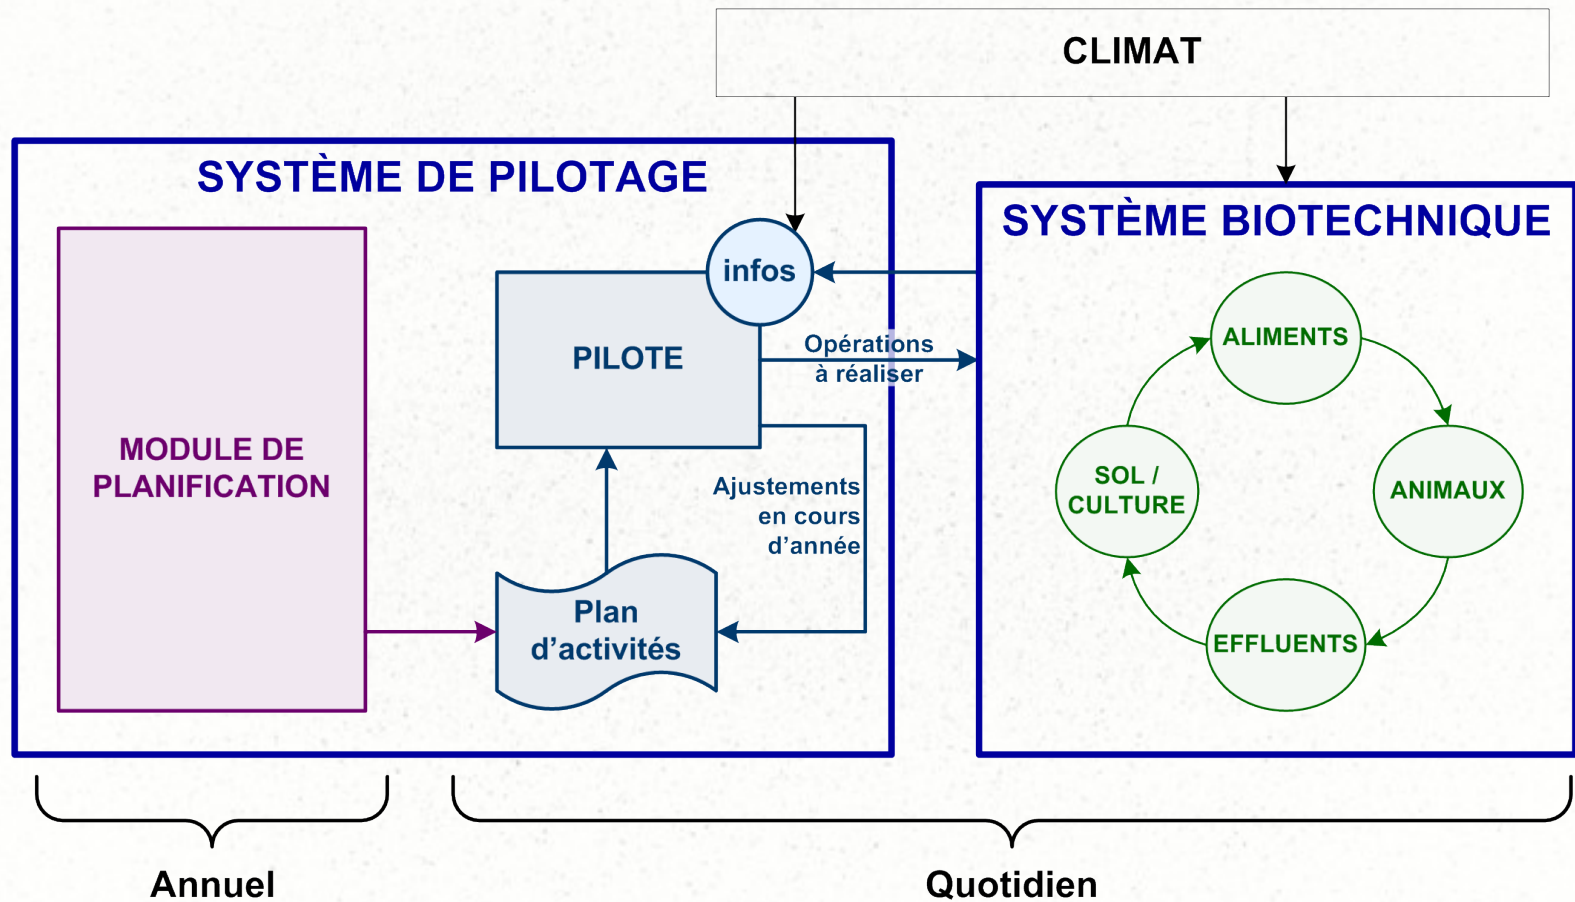 CLIMAT
SYSTÈME DE PILOTAGE
SYSTÈME BIOTECHNIQUE
infos
PILOTE
Opérations
à réaliser
MODULE DE
PLANIFICATION
Ajustements
en cours
d’année
Plan
d’activités
ALIMENTS
SOL /
CULTURE
ANIMAUX
EFFLUENTS
Annuel
Quotidien